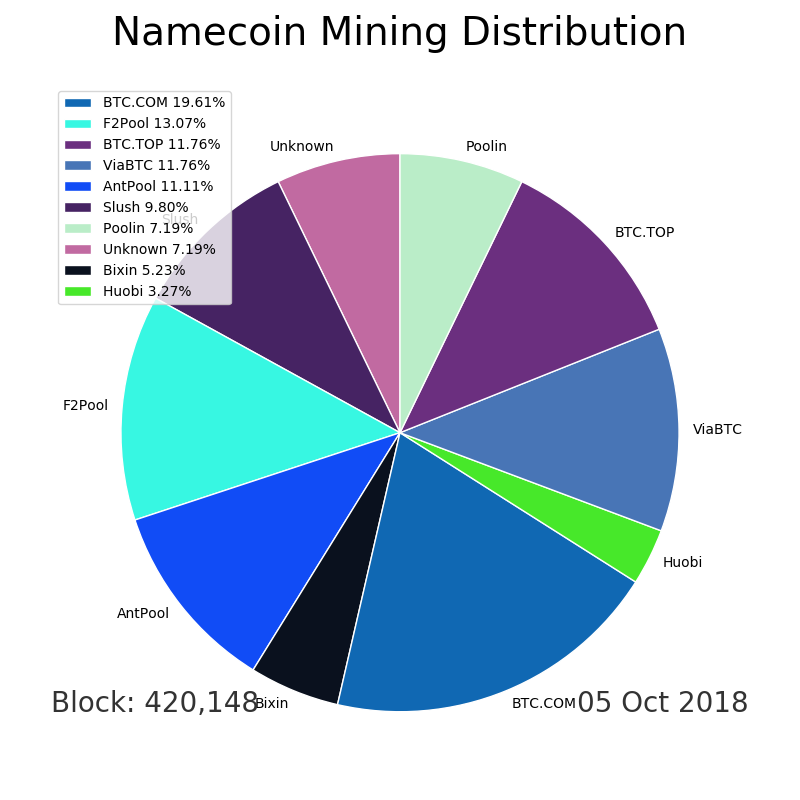 Namecoin Mining Distribution
BTC.COM 19.61%
F2Pool 13.07%
BTC.TOP 11.76%
ViaBTC 11.76%
AntPool 11.11%
Slush 9.80%
Poolin 7.19%
Unknown 7.19%
Bixin 5.23%
Huobi 3.27%
Unknown
Poolin
Slush
BTC.TOP
F2Pool
ViaBTC
Huobi
AntPool
Bixin
BTC.COM
Block: 420,148
05 Oct 2018